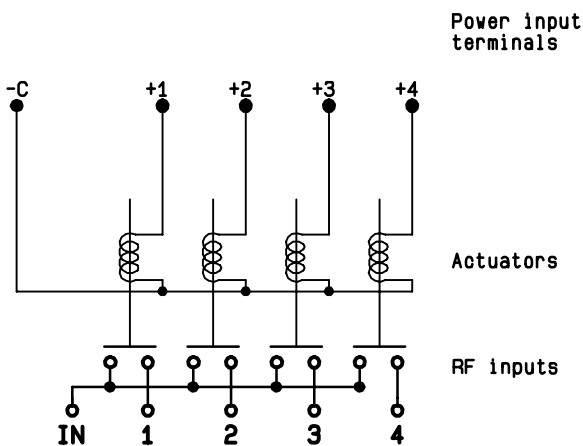 Power input
terminals
-C +1 +2 +3 +4
Actuators
RF inputs
IN 1 2 3 4